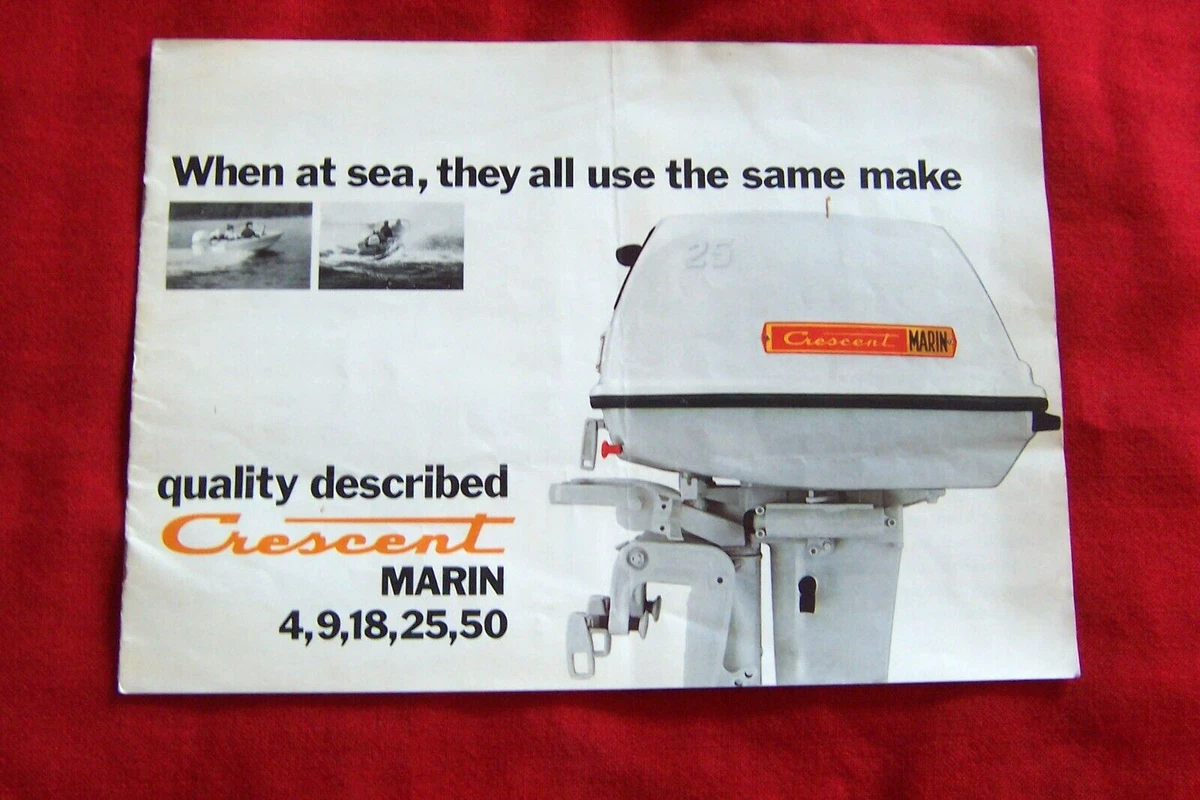 When at sea, they all use the same make
25
Crescent MARIN
quality described
Crescent
MARIN
4,9,18,25,50